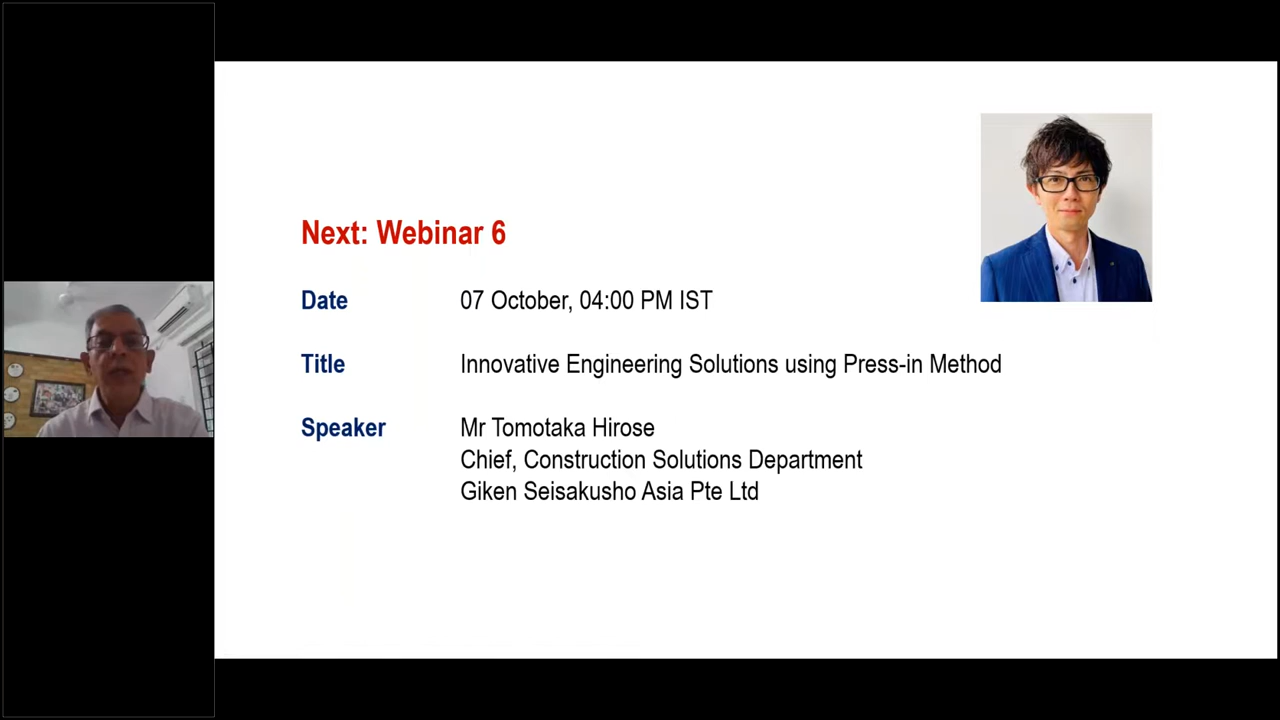 Next: Webinar 6
Date 07 October, 04:00 PM IST
Title Innovative Engineering Solutions using Press-in Method
Speaker Mr Tomotaka Hirose
Chief, Construction Solutions Department
Giken Seisakusho Asia Pte Ltd